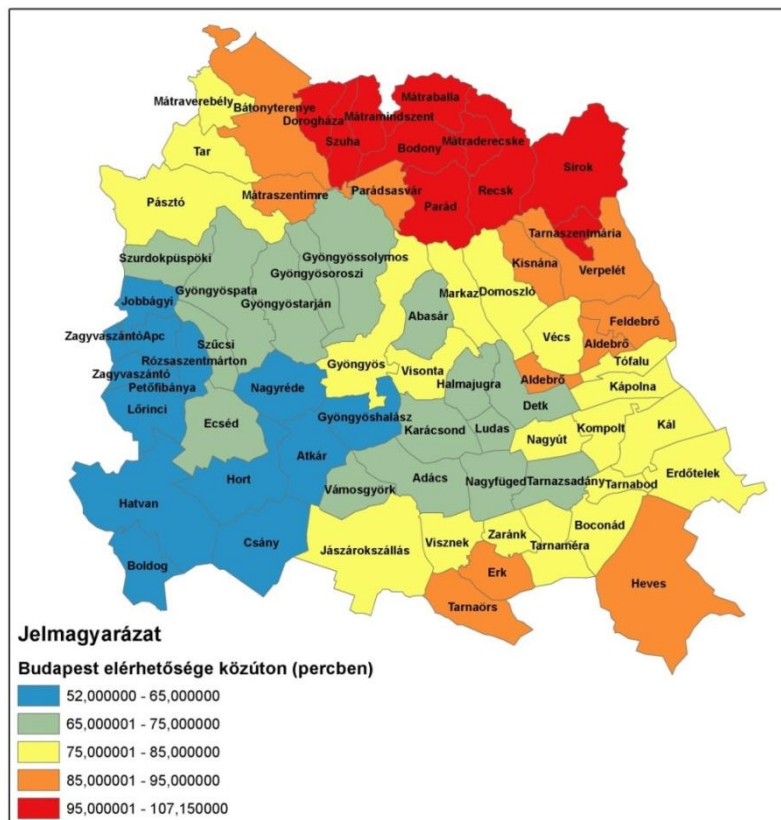 Mátraverebély
Bátonyterenye
Dorogháza
Mátraballa
Mátramindszent
Szuha
Bodony
Mátraderecske
Tar
Sirok
Pásztó
Mátraszentimre
Parádsasvár
Parád
Recsk
Tarnaszentmária
Szurdokpüspöki
Gyöngyössolymos
Gyöngyösoroszi
Kisnána
Verpelét
Jobbágyi
Gyöngyöspata
Gyöngyöstarján
Markaz
Domoszló
Abasár
Feldebrő
Zagyvaszántó
Apc
Szűcsi
Vécs
Aldebrő
Rózsaszentmárton
Tófalu
Zagyvaszántó
Gyöngyös
Visonta
Petőfibánya
Nagyréde
Halmajugra
Aldebrő
Kápolna
Lőrinci
Gyöngyöshalász
Detk
Ecséd
Karácsond
Ludas
Kompolt
Kál
Nagyút
Atkár
Erdőtelek
Hort
Vámosgyörk
Adács
Nagyfüged
Tarnazsadány
Tarnabod
Hatvan
Boconád
Csány
Jászárokszállás
Visznek
Zaránk
Tarnaméra
Boldog
Erk
Heves
Tarnaörs
Jelmagyarázat
Budapest elérhetősége közúton (percben)
52,000000 - 65,000000
65,000001 - 75,000000
75,000001 - 85,000000
85,000001 - 95,000000
95,000001 - 107,150000